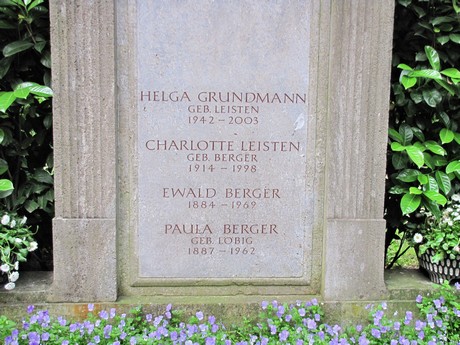 HELGA GRUNDMANN
GEB. LEISTEN
1942 – 2003
CHARLOTTE LEISTEN
GEB. BERGER
1914 – 1998
EWALD BERGER
1884 – 1969
PAULA BERGER
GEB. LÖBIG
1887 – 1962